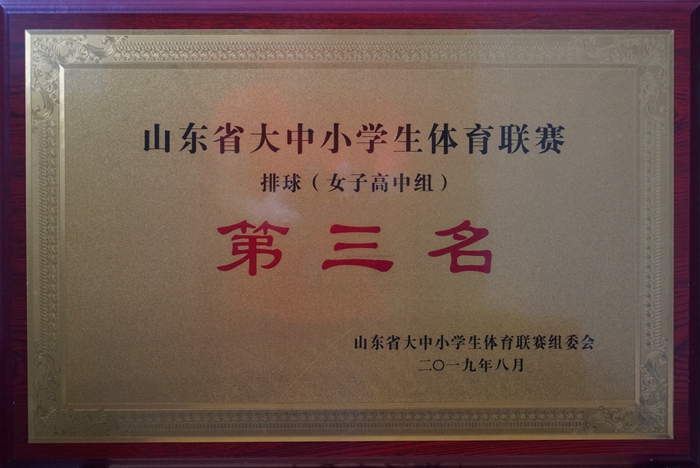 山东省大中小学生体育联赛
排球（女子高中组）
第三名
山东省大中小学生体育联赛组委会
二〇一九年八月